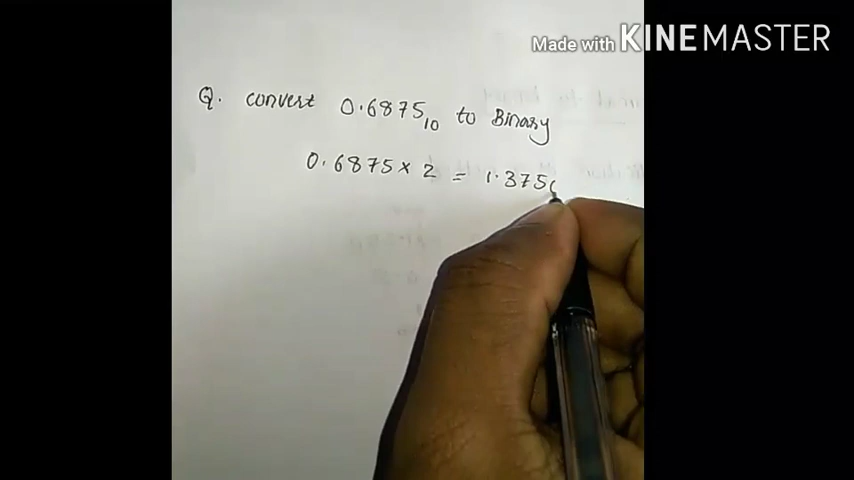 Made with KINEMASTER
Q. Convert 0.6875₁₀ to Binary
0.6875 × 2 = 1.375